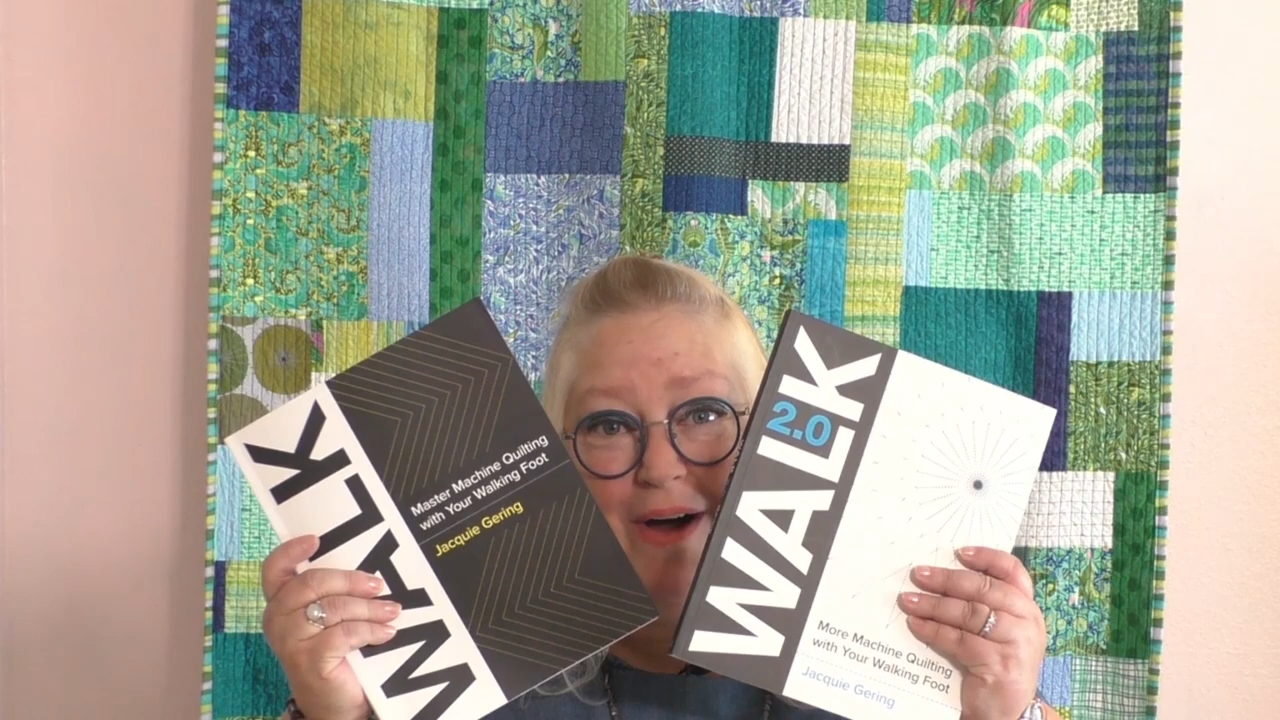 WALK
Master Machine Quilting
with Your Walking Foot
Jacquie Gering
WALK
2.0
More Machine Quilting
with Your Walking Foot
Jacquie Gering